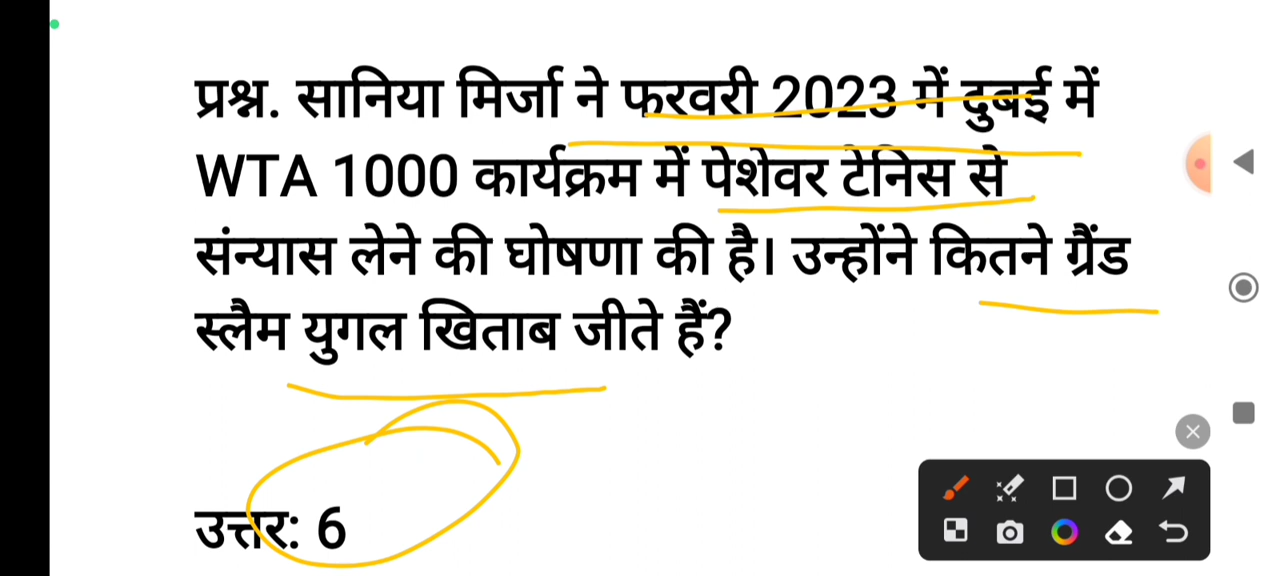 प्रश्न. सानिया मिर्जा ने फरवरी 2023 में दुबई में
WTA 1000 कार्यक्रम में पेशेवर टेनिस से
संन्यास लेने की घोषणा की है। उन्होंने कितने ग्रैंड
स्लैम युगल खिताब जीते हैं?
उत्तर: 6